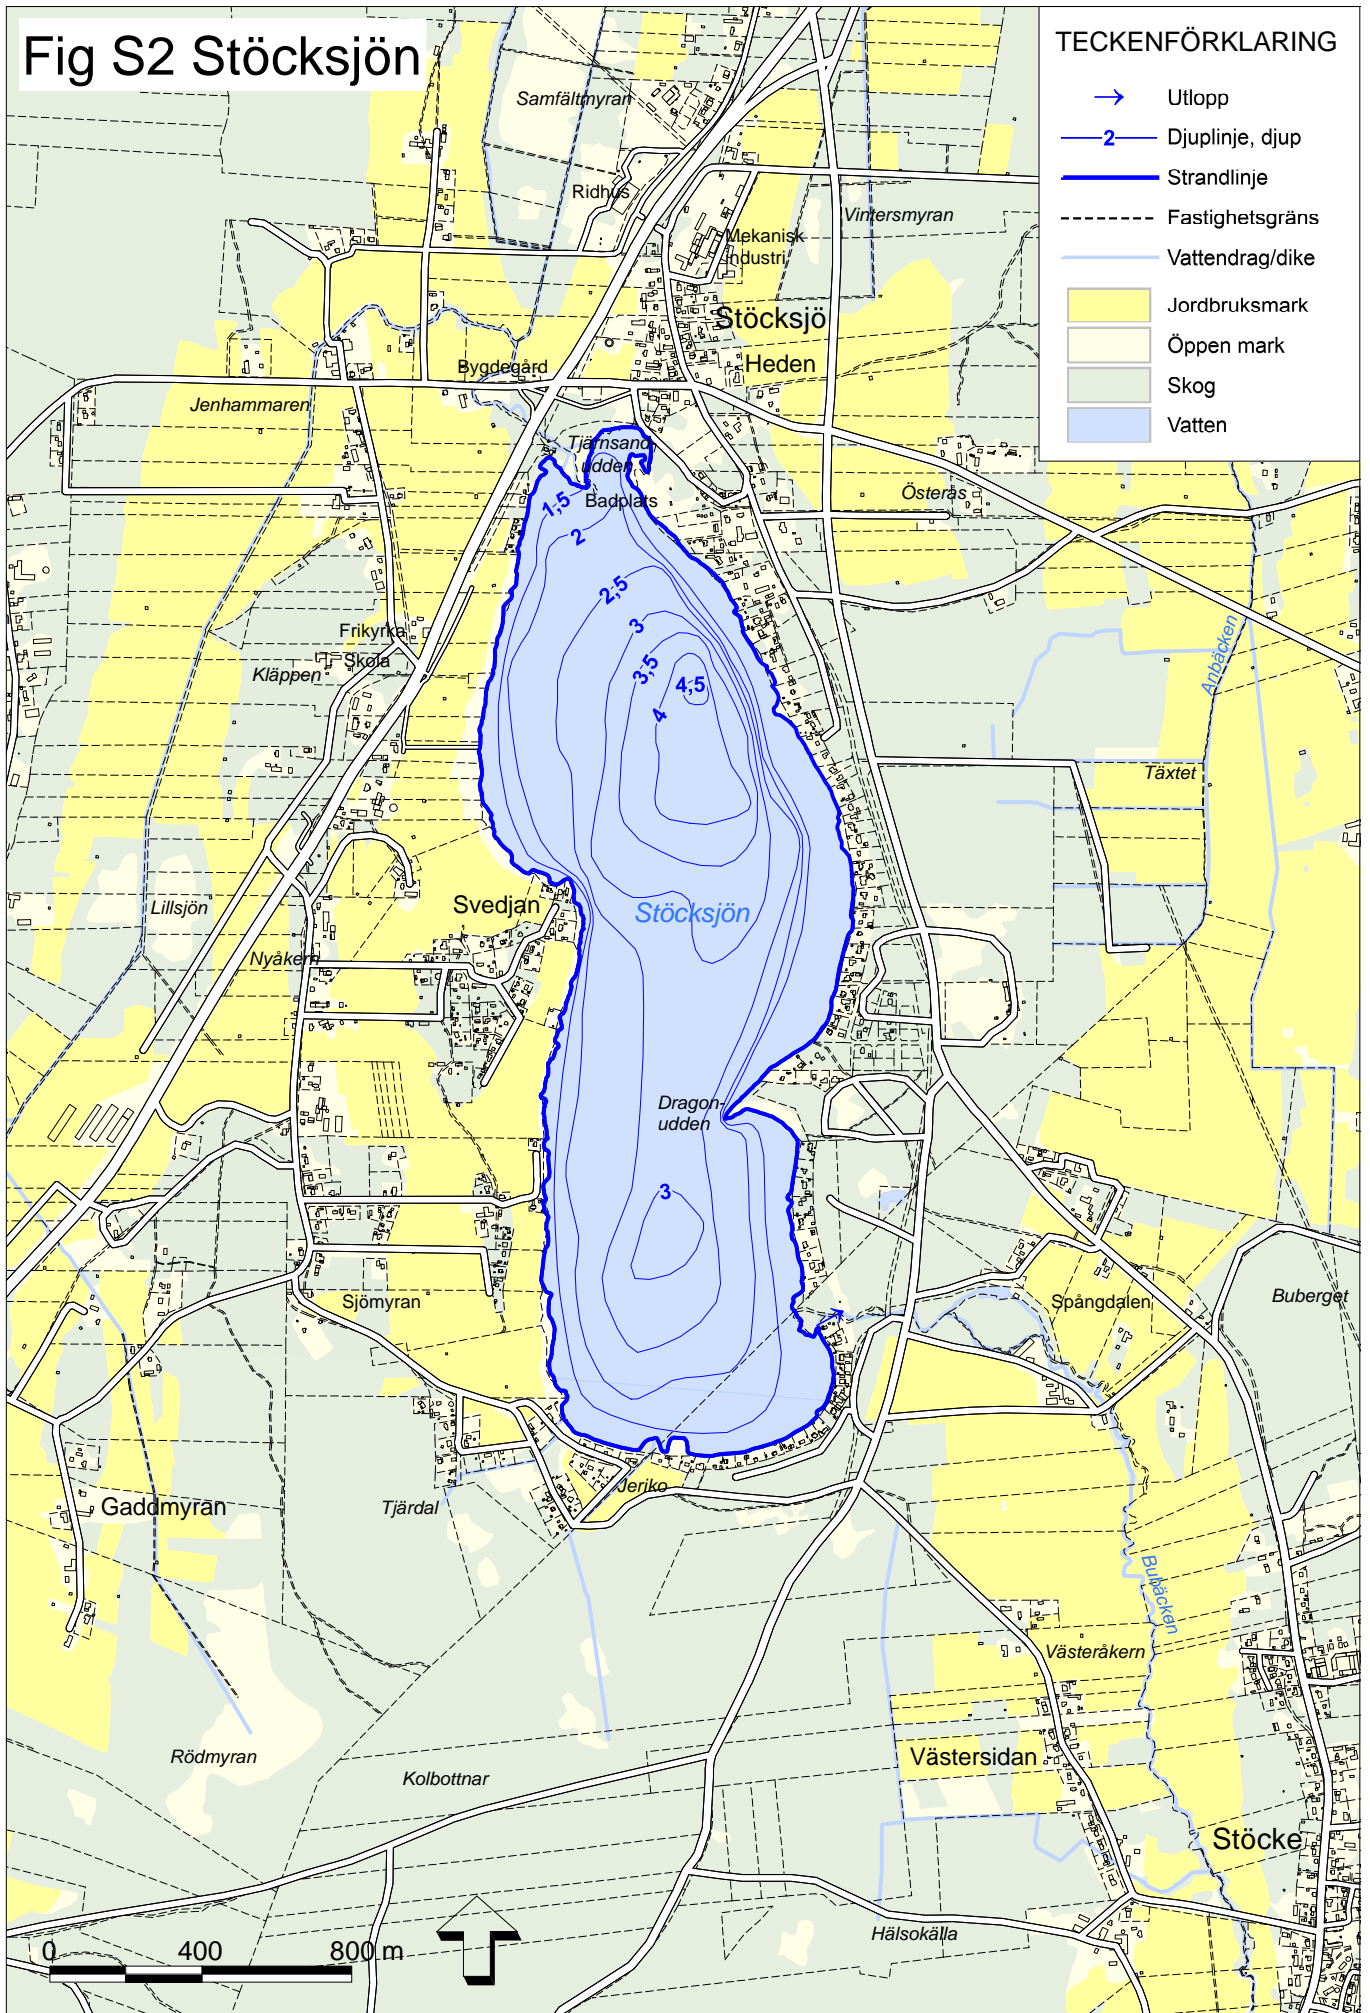 Fig S2 Stöcksjön
TECKENFÖRKLARING
Utlopp
2
Djuplinje, djup
Strandlinje
Fastighetsgräns
Vattendrag/dike
Jordbruksmark
Öppen mark
Skog
Vatten
Samfältmyran
Ridhus
Vintersmyran
Mekanisk
industri
Stöcksjö
Heden
Bygdegård
Jenhammaren
Tjärnsand-
udden
Badplats
Österås
1,5
2
2,5
3
3,5
4,5
4
Frikyrka
Skola
Kläppen
Anbäcken
Täxtet
Lillsjön
Svedjan
Stöcksjön
Nyåkern
Dragon-
udden
3
Sjömyran
Spångdalen
Buberget
Gaddmyran
Tjärdal
Jeriko
Bubäcken
Västeråkern
Rödmyran
Västersidan
Kolbottnar
Stöcke
Hälsokälla
0 400 800 m